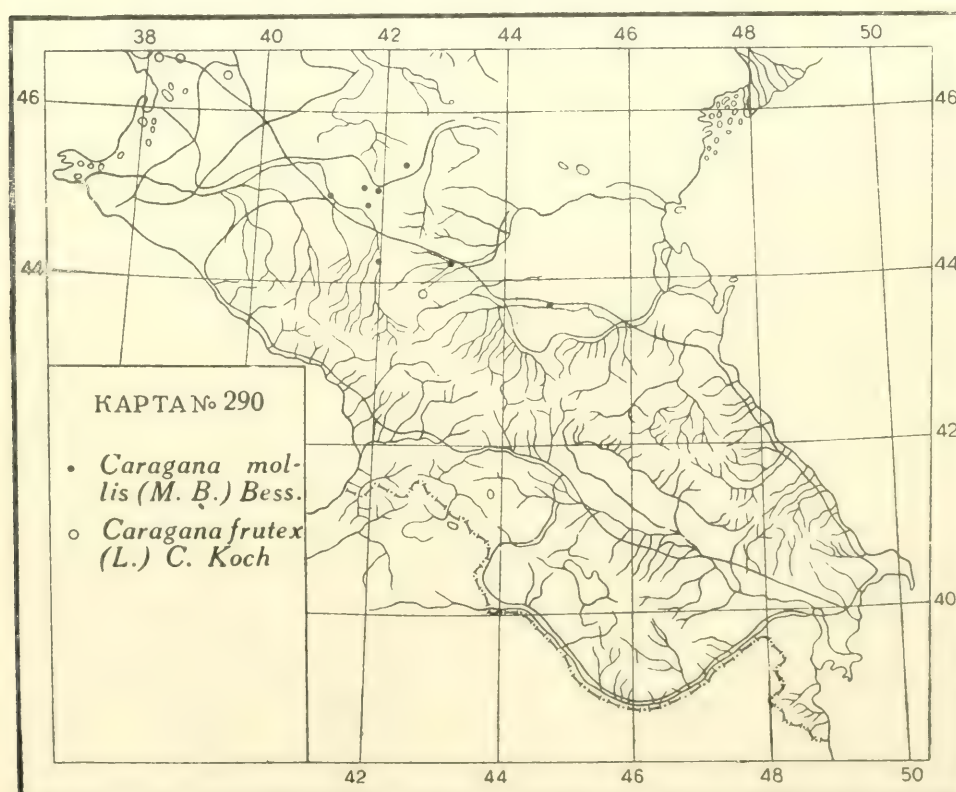 38 40 42 44 46 48 50
46 46
44 44
КАРТА № 290
42
• Caragana mol-
lis (M. B.) Bess.
○ Caragana frutex
(L.) C. Koch
40
42 44 46 48 50